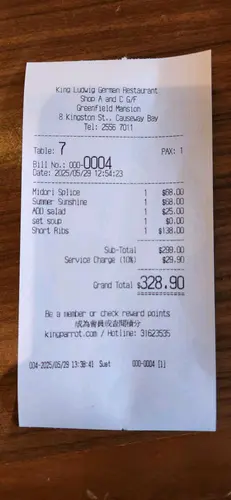 King Ludwig German Restaurant
Shop A and C G/F
Greenfield Mansion
8 Kingston St., Causeway Bay
Tel: 2556 7011
Table: 7 PAX: 1
Bill No.: 000-0004
Date: 2025/05/29 12:54:23
Midori Splice 1 $68.00
Summer Sunshine 1 $68.00
ADD salad 1 $25.00
set soup 1 $0.00
Short Ribs 1 $138.00
Sub-Total $299.00
Service Charge (10%) $29.90
Grand Total $328.90
Be a member or check reward points
成為會員或查閱積分
kingparrot.com / Hotline: 31623535
004-2025/05/29 13:38:41 000-0004 [1]